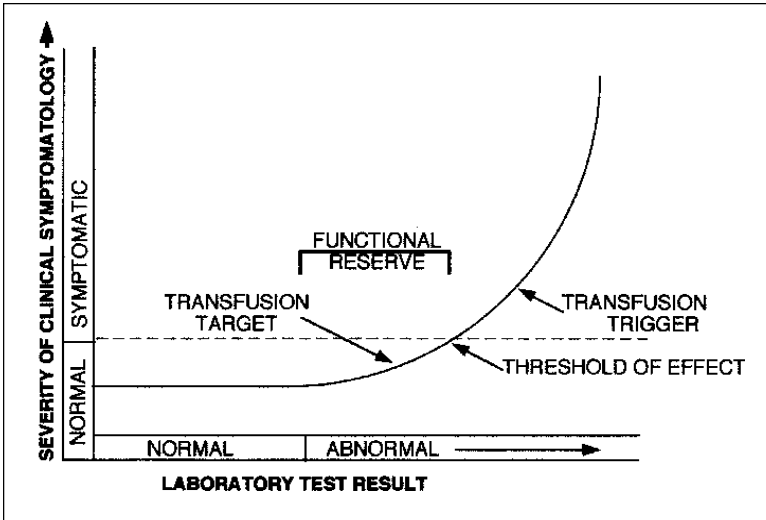 SEVERITY OF CLINICAL SYMPTOMATOLOGY
SYMPTOMATIC
NORMAL
FUNCTIONAL
RESERVE
TRANSFUSION
TARGET
TRANSFUSION
TRIGGER
THRESHOLD OF EFFECT
NORMAL
ABNORMAL
LABORATORY TEST RESULT